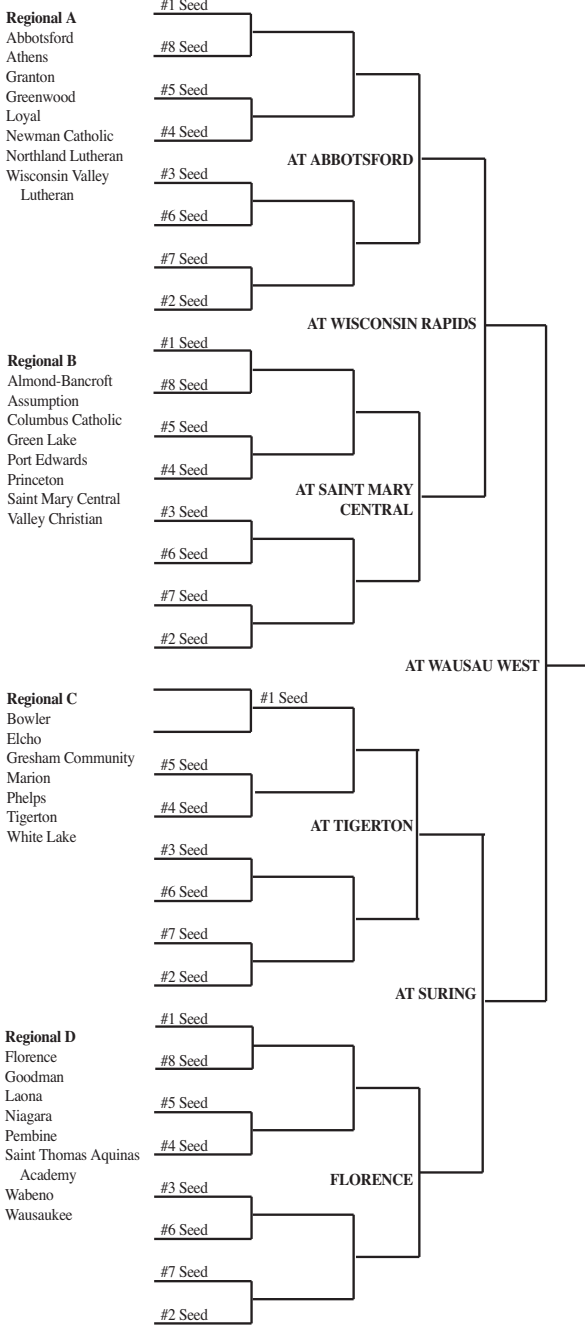 Regional A
Abbotsford
Athens
Granton
Greenwood
Loyal
Newman Catholic
Northland Lutheran
Wisconsin Valley
Lutheran
#1 Seed
#8 Seed
#5 Seed
#4 Seed
#3 Seed
#6 Seed
#7 Seed
#2 Seed
AT ABBOTSFORD
AT WISCONSIN RAPIDS
Regional B
Almond-Bancroft
Assumption
Columbus Catholic
Green Lake
Port Edwards
Princeton
Saint Mary Central
Valley Christian
#1 Seed
#8 Seed
#5 Seed
#4 Seed
#3 Seed
#6 Seed
#7 Seed
#2 Seed
AT SAINT MARY
CENTRAL
AT WAUSAU WEST
Regional C
Bowler
Elcho
Gresham Community
Marion
Phelps
Tigerton
White Lake
#1 Seed
#5 Seed
#4 Seed
#3 Seed
#6 Seed
#7 Seed
#2 Seed
AT TIGERTON
AT SURING
Regional D
Florence
Goodman
Laona
Niagara
Pembine
Saint Thomas Aquinas
Academy
Wabeno
Wausaukee
#1 Seed
#8 Seed
#5 Seed
#4 Seed
#3 Seed
#6 Seed
#7 Seed
#2 Seed
FLORENCE